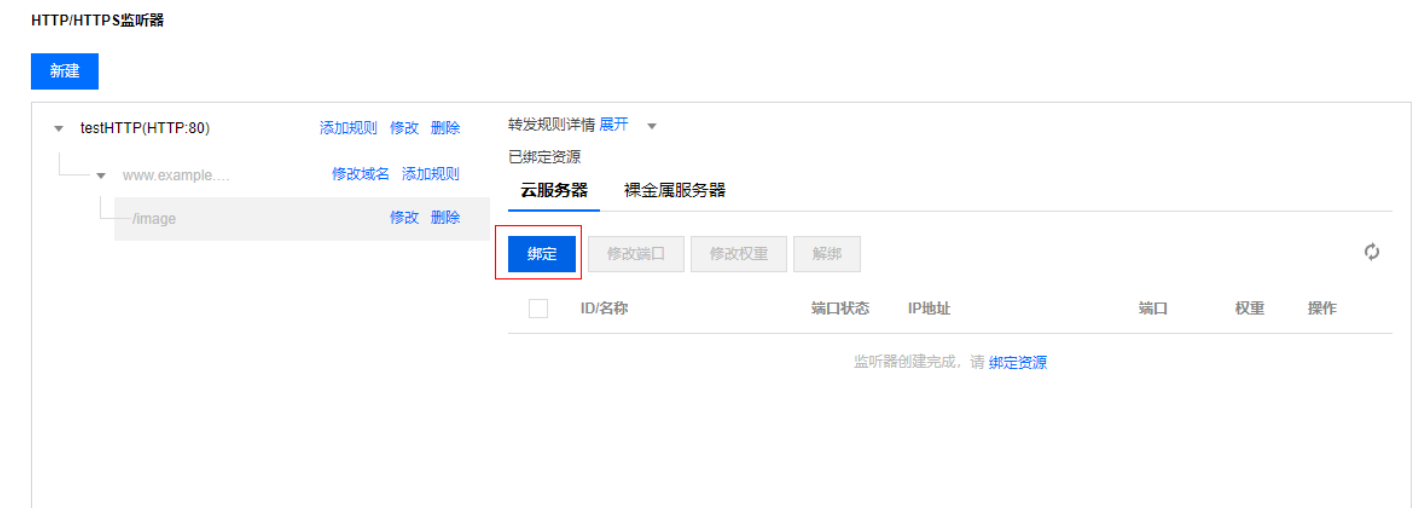 HTTP/HTTPS监听器
新建
testHTTP(HTTP:80) 添加规则 修改 删除
www.example.... 修改域名 添加规则
/image 修改 删除
转发规则详情 展开
已绑定资源
云服务器 裸金属服务器
绑定 修改端口 修改权重 解绑
ID/名称 端口状态 IP地址 端口 权重 操作
监听器创建完成，请 绑定资源